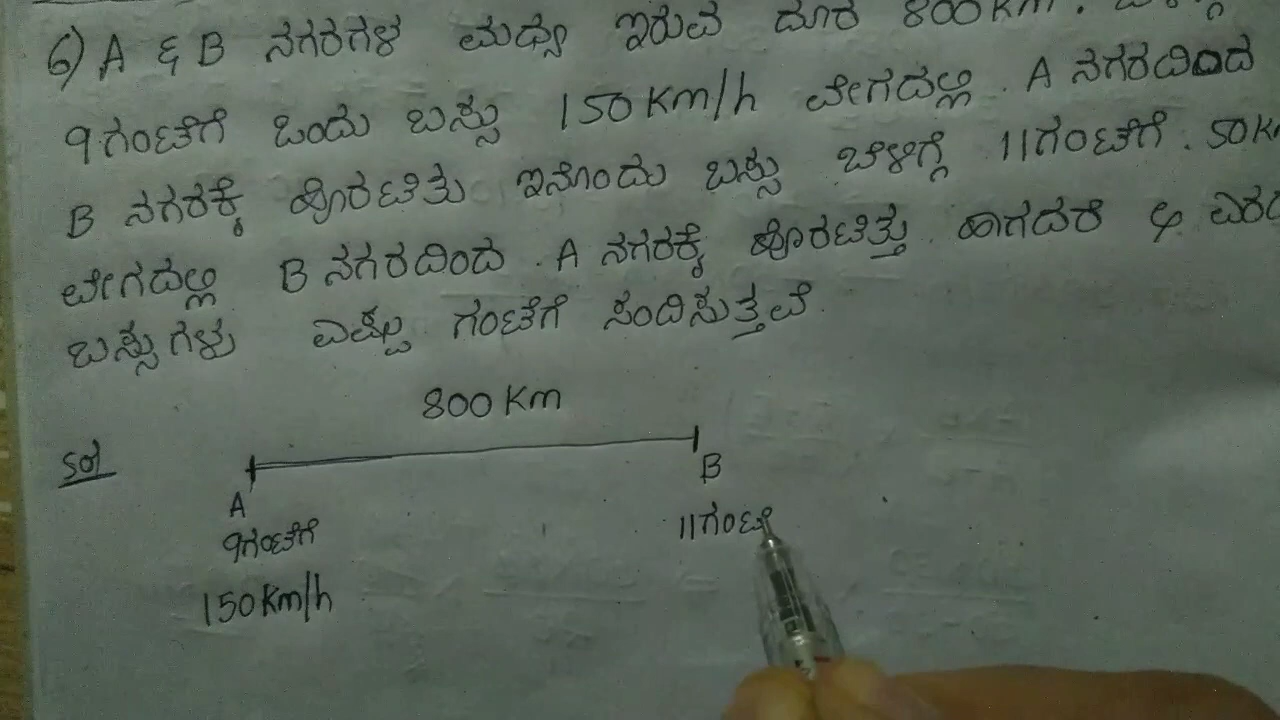 6) A & B ನಗರಗಳ ಮಧ್ಯೆ ಇರುವ ದೂರ 800 Km.
9 ಗಂಟೆಗೆ ಒಂದು ಬಸ್ಸು 150 Km/h ವೇಗದಲ್ಲಿ . A ನಗರದಿಂದ
B ನಗರಕ್ಕೆ ಹೊರಟಿತು ಇನೊಂದು ಬಸ್ಸು ಬೆಳಿಗ್ಗೆ 11 ಗಂಟೆಗೆ . 50
ವೇಗದಲ್ಲಿ B ನಗರದಿಂದ . A ನಗರಕ್ಕೆ ಹೊರಟಿತ್ತು . ಹಾಗದರೆ
ಬಸ್ಸುಗಳು ಎಷ್ಟು ಗಂಟೆಗೆ ಸಂದಿಸುತ್ತವೆ.
800 Km
Sol
A B
9 ಗಂಟೆಗೆ 11 ಗಂಟೆ
150 Km/h